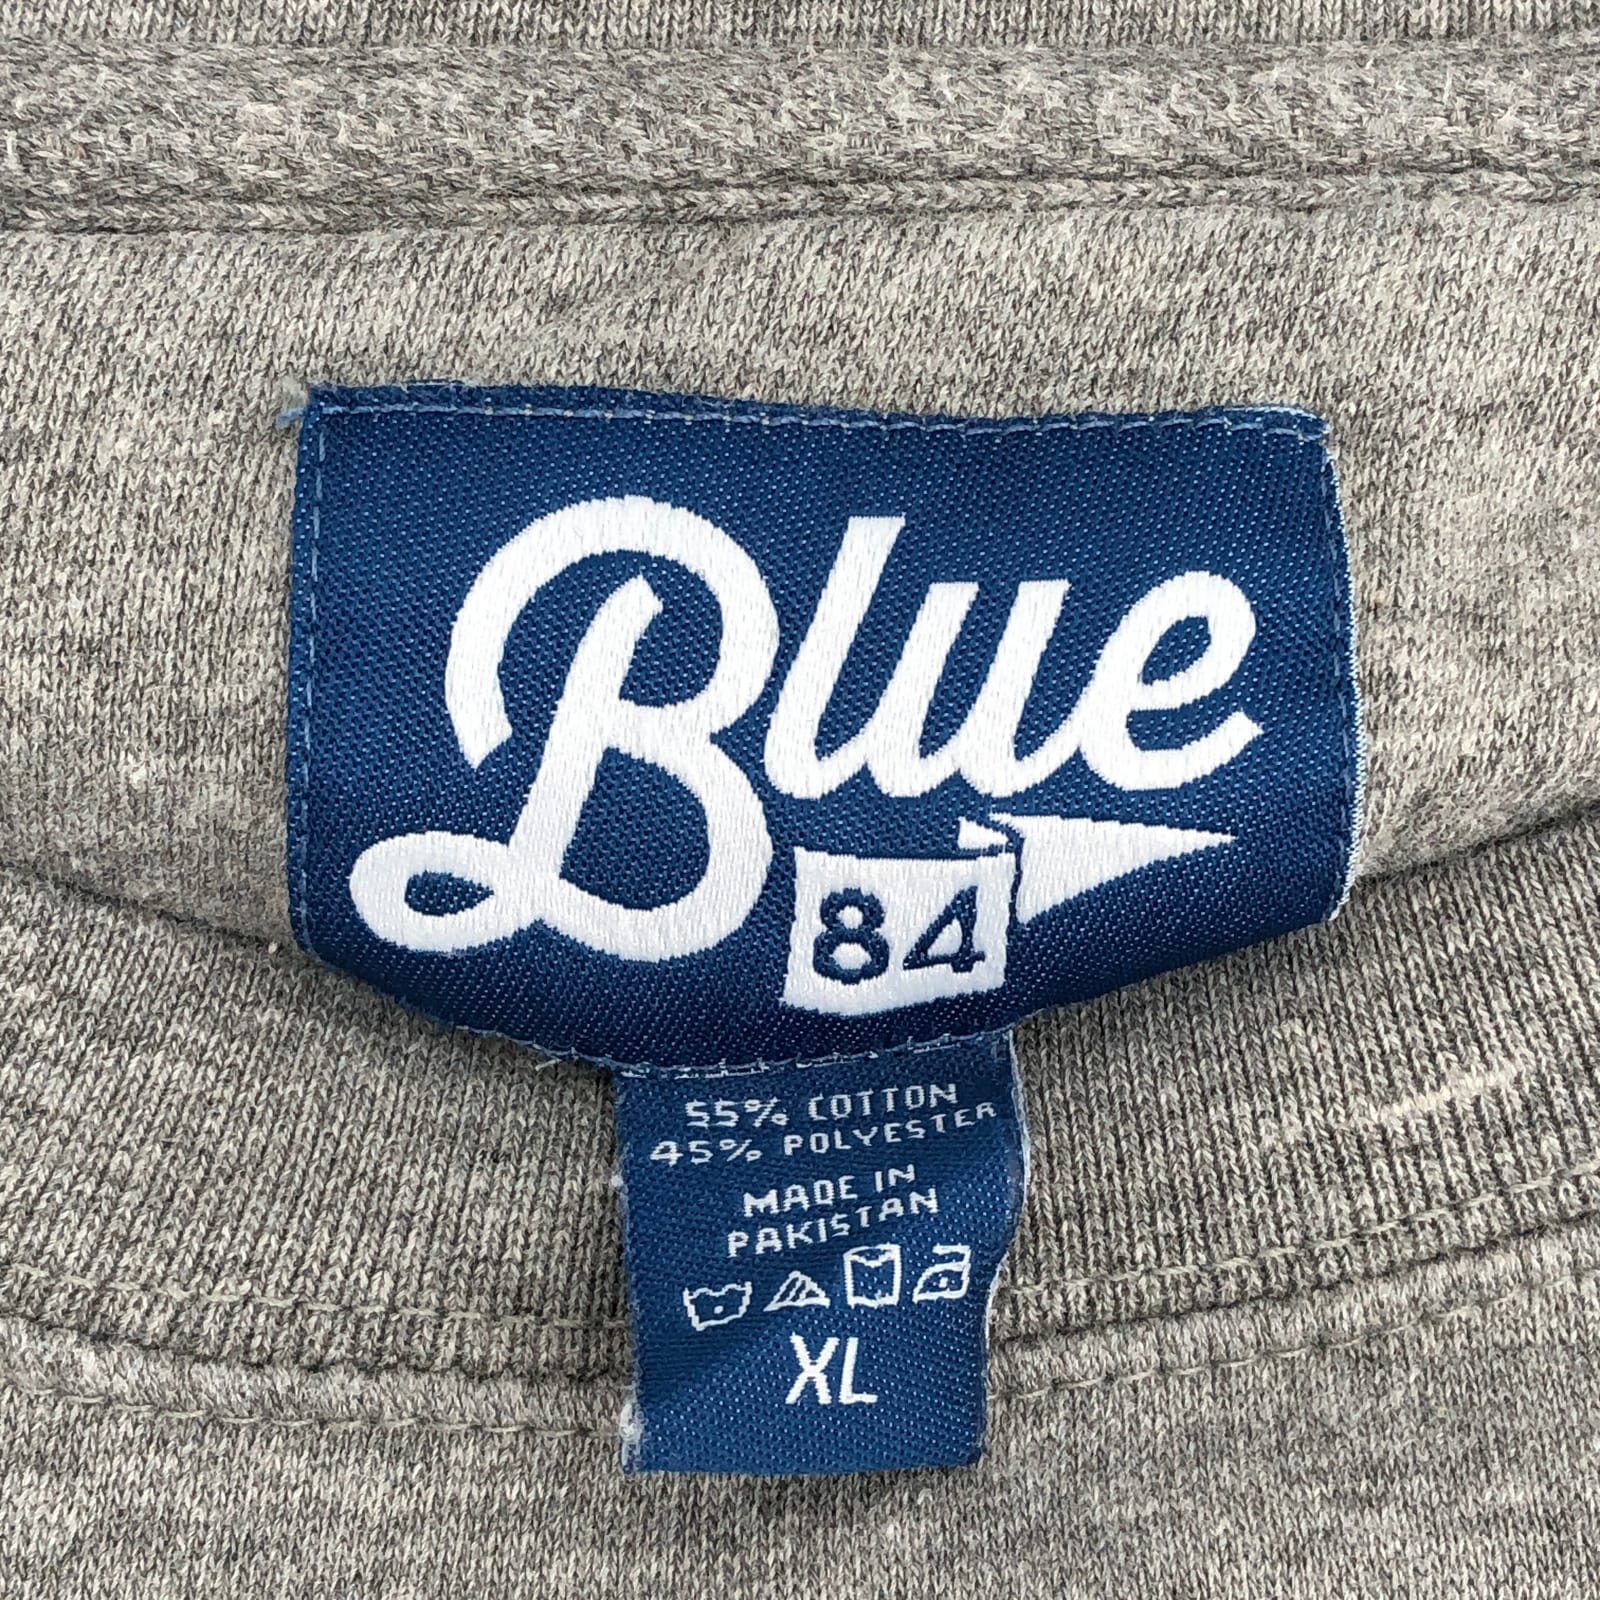 Blue
84
55% COTTON
45% POLYESTER
MADE IN
PAKISTAN
XL